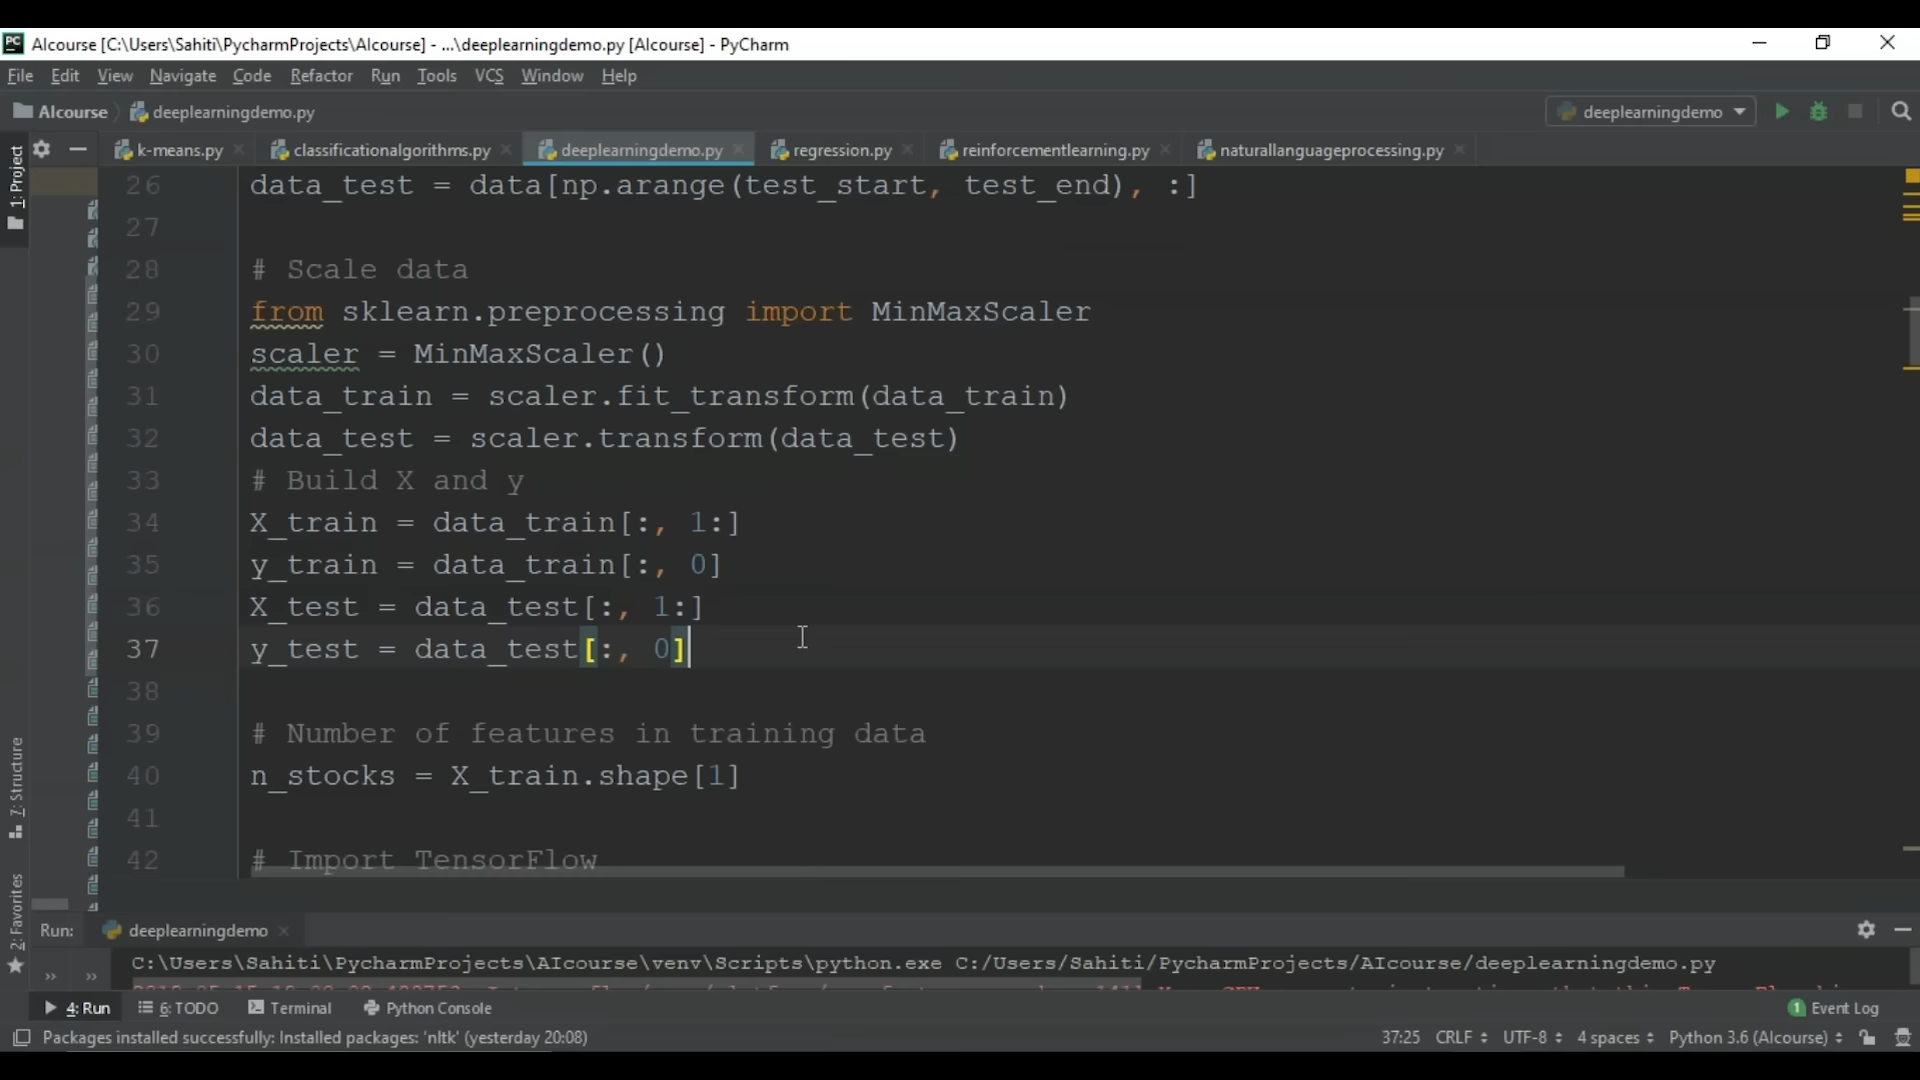 PC AIcourse [C:\Users\Sahiti\PycharmProjects\AIcourse] - ...\deeplearningdemo.py [AIcourse] - PyCharm
File Edit View Navigate Code Refactor Run Tools VCS Window Help
AIcourse deeplearningdemo.py deeplearningdemo
1: Project
k-means.py classificationalgorithms.py deeplearningdemo.py regression.py reinforcementlearning.py naturallanguageprocessing.py
26 data_test = data[np.arange(test_start, test_end), :]
27
28 # Scale data
29 from sklearn.preprocessing import MinMaxScaler
30 scaler = MinMaxScaler()
31 data_train = scaler.fit_transform(data_train)
32 data_test = scaler.transform(data_test)
33 # Build X and y
34 X_train = data_train[:, 1:]
35 y_train = data_train[:, 0]
36 X_test = data_test[:, 1:]
37 y_test = data_test[:, 0]
38
39 # Number of features in training data
40 n_stocks = X_train.shape[1]
41
42 # Import TensorFlow
7: Structure
2: Favorites
Run: deeplearningdemo
C:\Users\Sahiti\PycharmProjects\AIcourse\venv\Scripts\python.exe C:/Users/Sahiti/PycharmProjects/AIcourse/deeplearningdemo.py
4: Run 6: TODO Terminal Python Console 1 Event Log
Packages installed successfully: Installed packages: 'nltk' (yesterday 20:08) 37:25 CRLF UTF-8 4 spaces Python 3.6 (AIcourse)